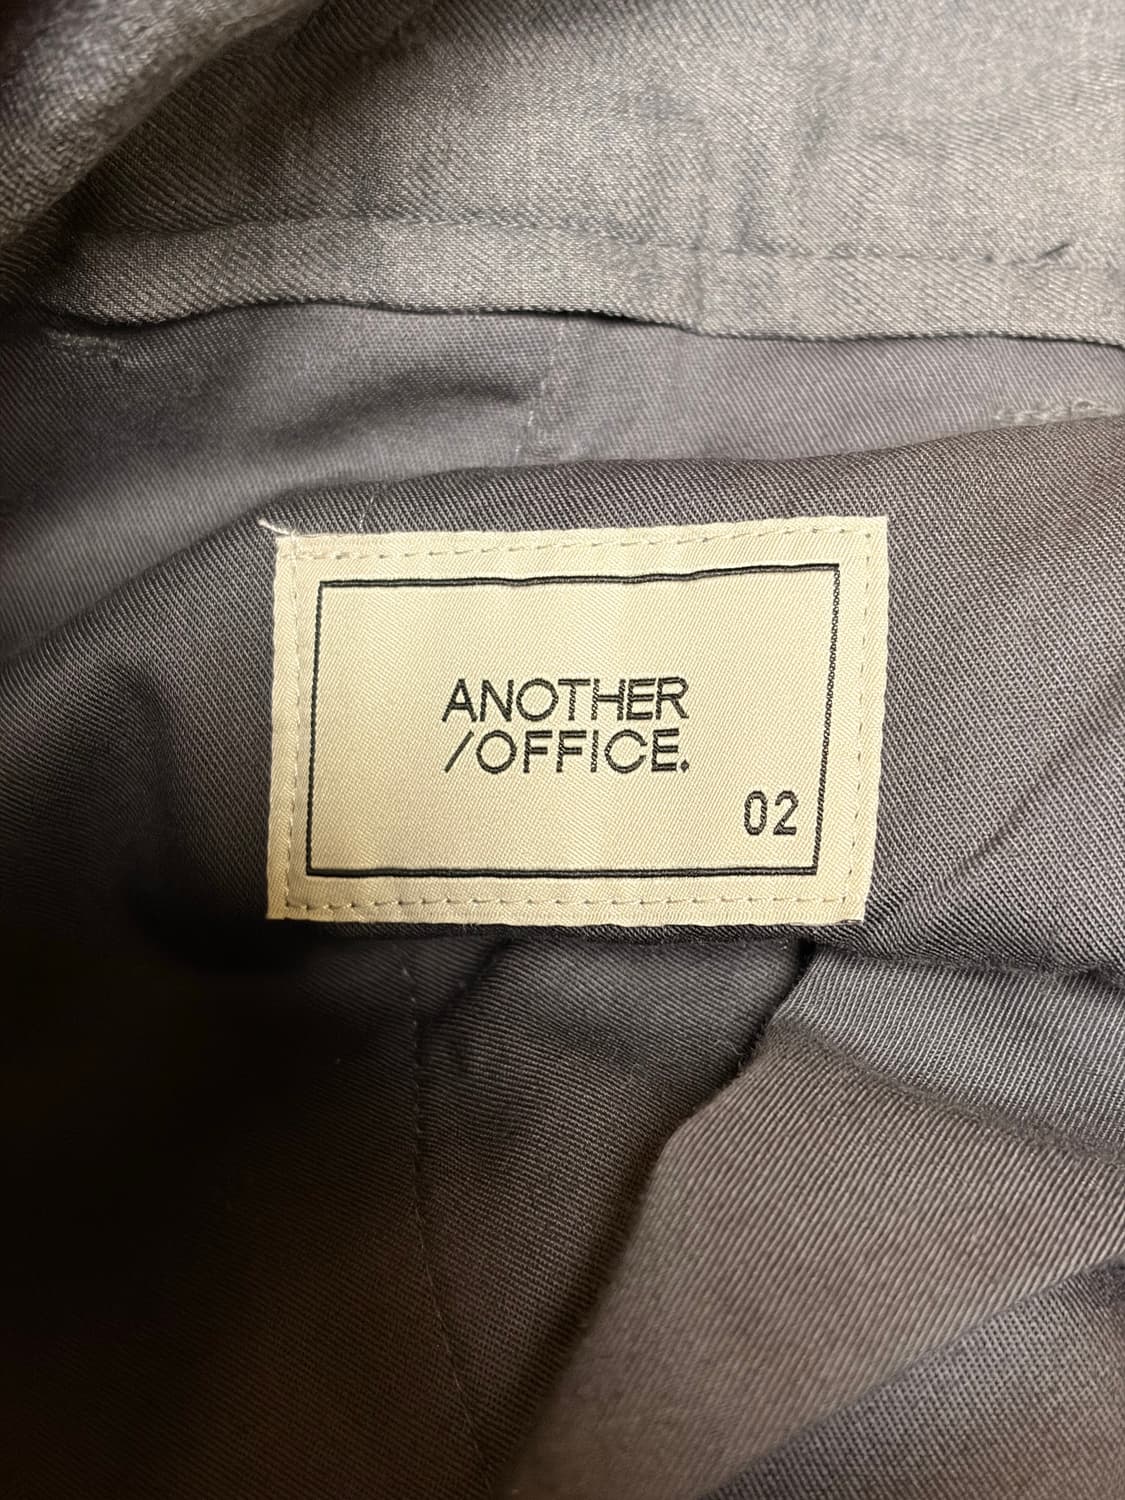 ANOTHER
/OFFICE.
02